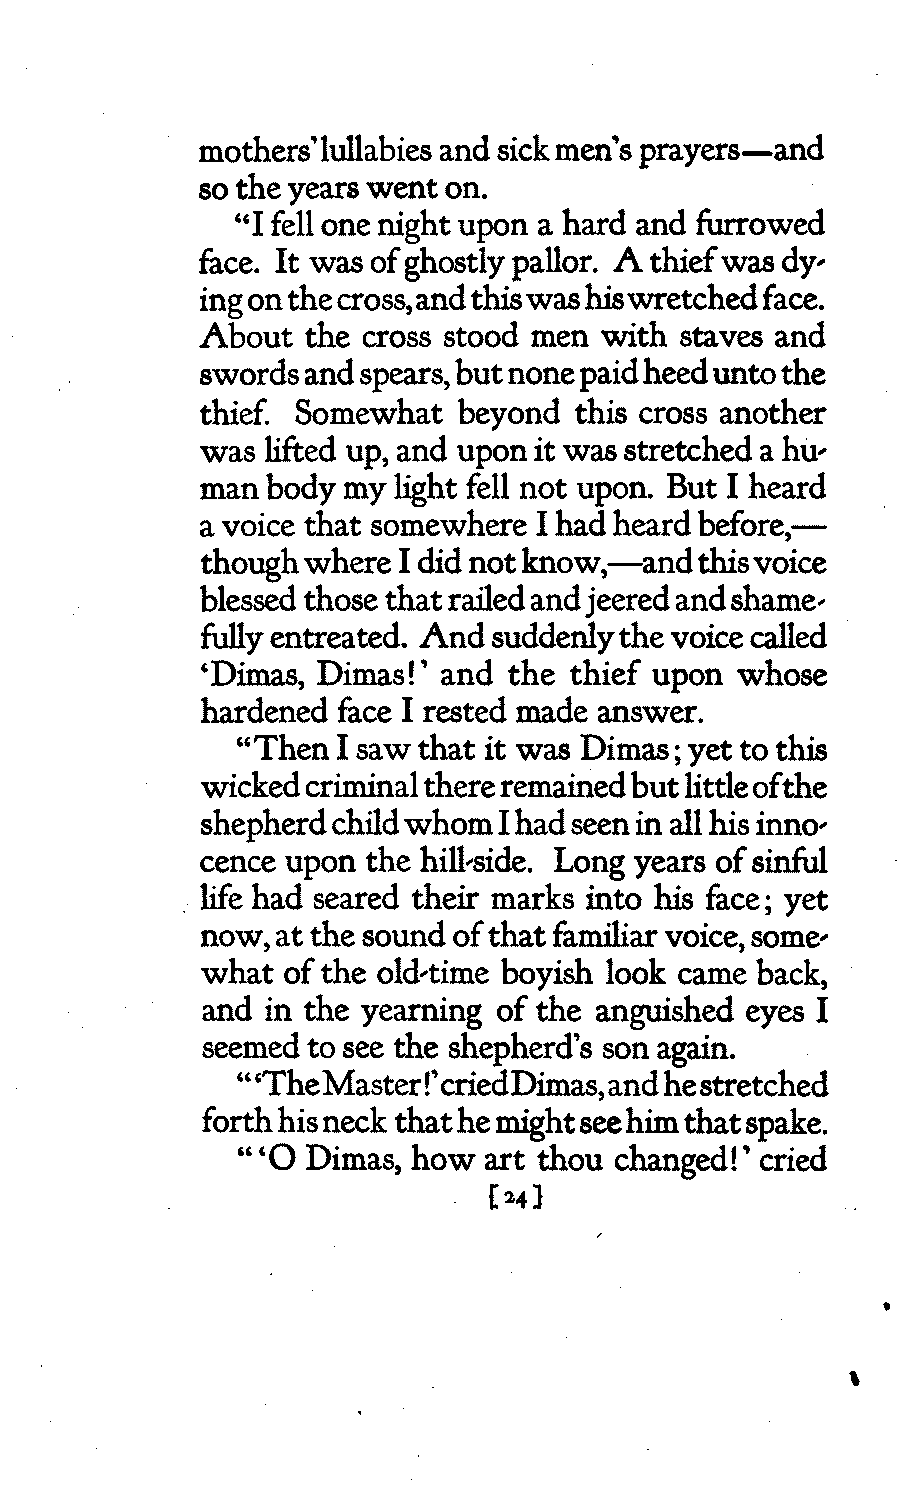 mothers' lullabies and sick men's prayers—and
so the years went on.
"I fell one night upon a hard and furrowed
face. It was of ghostly pallor. A thief was dy-
ing on the cross, and this was his wretched face.
About the cross stood men with staves and
swords and spears, but none paid heed unto the
thief. Somewhat beyond this cross another
was lifted up, and upon it was stretched a hu-
man body my light fell not upon. But I heard
a voice that somewhere I had heard before,—
though where I did not know,—and this voice
blessed those that railed and jeered and shame-
fully entreated. And suddenly the voice called
'Dimas, Dimas!' and the thief upon whose
hardened face I rested made answer.
"Then I saw that it was Dimas; yet to this
wicked criminal there remained but little of the
shepherd child whom I had seen in all his inno-
cence upon the hill-side. Long years of sinful
life had seared their marks into his face; yet
now, at the sound of that familiar voice, some-
what of the old-time boyish look came back,
and in the yearning of the anguished eyes I
seemed to see the shepherd's son again.
"'The Master!' cried Dimas, and he stretched
forth his neck that he might see him that spake.
"'O Dimas, how art thou changed!' cried
[24]